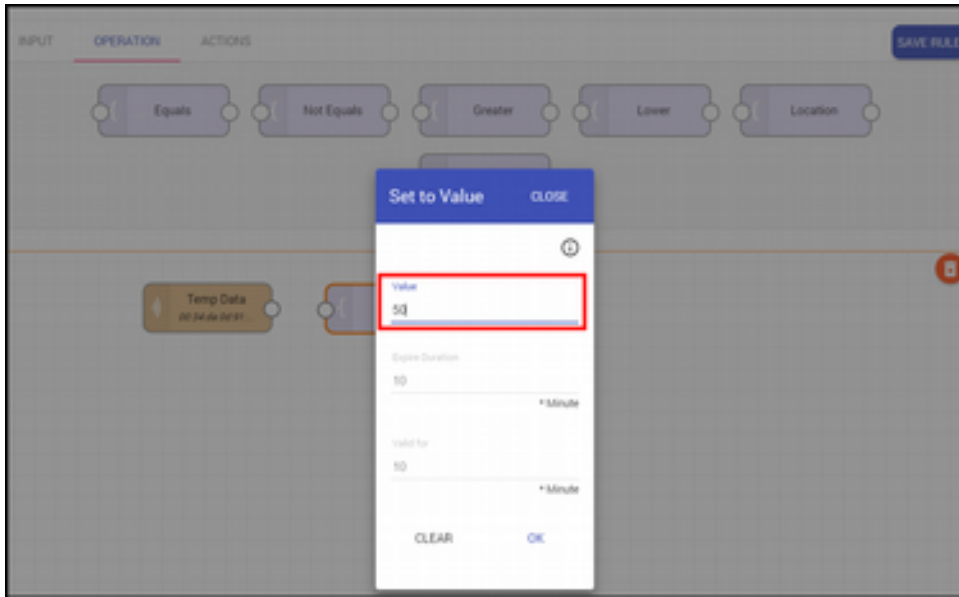 INPUT OPERATION ACTIONS
SAVE RULE
Equals Not Equals Greater Lower Location
Set to Value CLOSE
Value
50
Temp Data
Expire Duration
10
* Minute
Valid for
10
* Minute
CLEAR OK